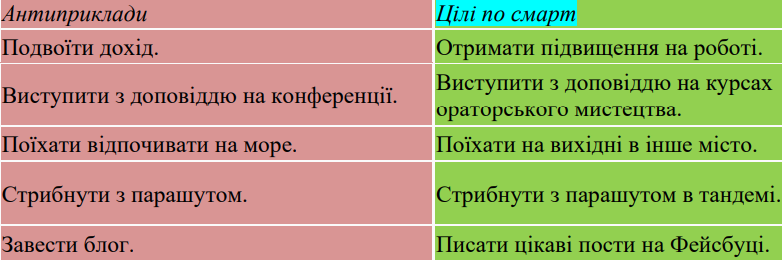 Антиприклади
Цілі по смарт
Подвоїти дохід.
Отримати підвищення на роботі.
Виступити з доповіддю на конференції.
Виступити з доповіддю на курсах
ораторського мистецтва.
Поїхати відпочивати на море.
Поїхати на вихідні в інше місто.
Стрибнути з парашутом.
Стрибнути з парашутом в тандемі.
Завести блог.
Писати цікаві пости на Фейсбуці.